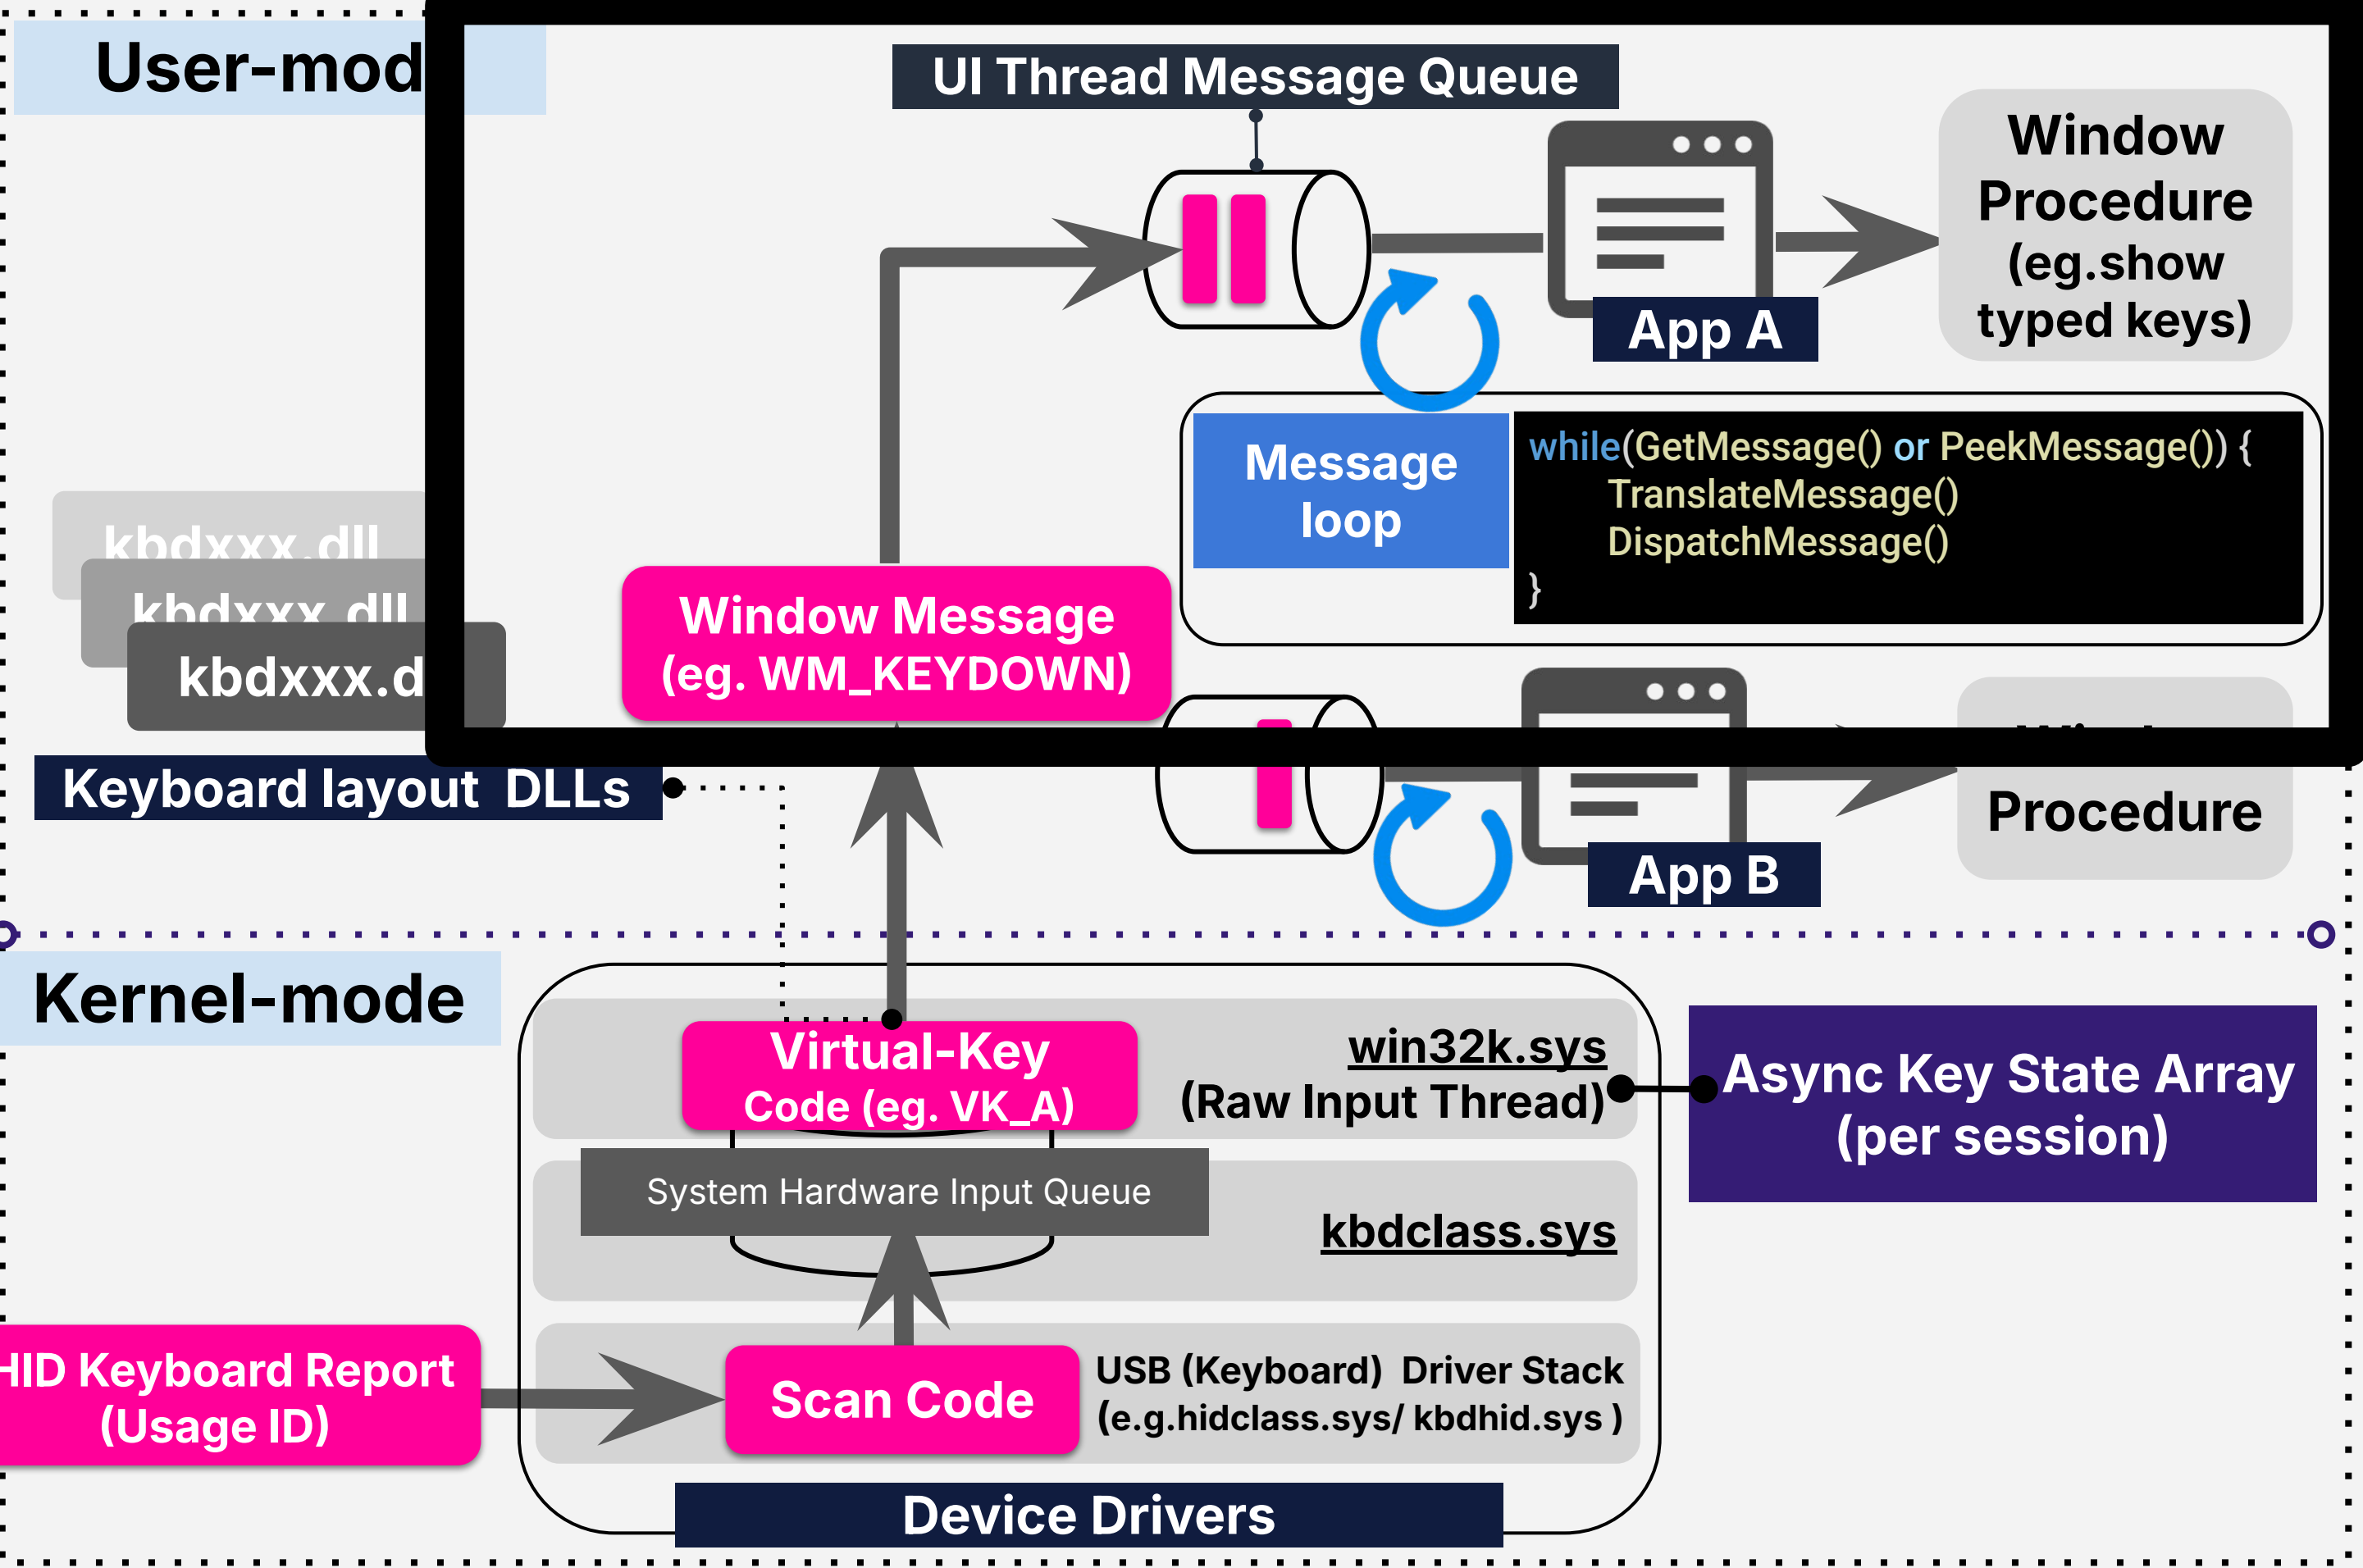 User-mod
UI Thread Message Queue
Window
Procedure
(eg.show
typed keys)
App A
Message
loop
while(GetMessage() or PeekMessage()) {
TranslateMessage()
DispatchMessage()
}
kbdxxx.dll
kbdxxx.dll
kbdxxx.d
Window Message
(eg. WM_KEYDOWN)
Keyboard layout DLLs
Procedure
App B
Kernel-mode
Virtual-Key
Code (eg. VK_A)
win32k.sys
(Raw Input Thread)
Async Key State Array
(per session)
System Hardware Input Queue
kbdclass.sys
HID Keyboard Report
(Usage ID)
Scan Code
USB (Keyboard) Driver Stack
(e.g.hidclass.sys/ kbdhid.sys )
Device Drivers